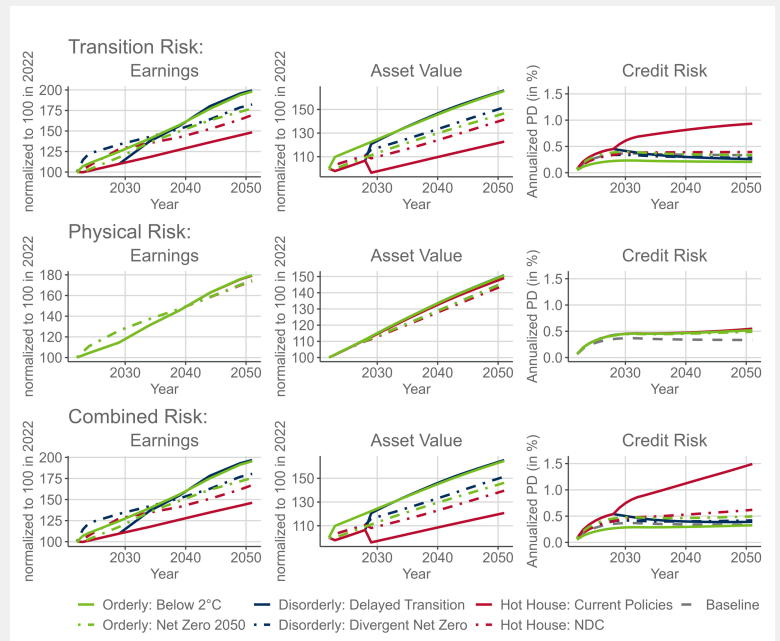 Transition Risk:
Earnings
Asset Value
Credit Risk
normalized to 100 in 2022
200
175
150
125
100
2030
2040
2050
Year
normalized to 100 in 2022
150
130
110
2030
2040
2050
Year
Annualized PD (in %)
1.5
1.0
0.5
0.0
2030
2040
2050
Year
Physical Risk:
Earnings
Asset Value
Credit Risk
normalized to 100 in 2022
180
160
140
120
100
2030
2040
2050
Year
normalized to 100 in 2022
150
140
130
120
110
100
2030
2040
2050
Year
Annualized PD (in %)
1.5
1.0
0.5
0.0
2030
2040
2050
Year
Combined Risk:
Earnings
Asset Value
Credit Risk
normalized to 100 in 2022
200
175
150
125
100
2030
2040
2050
Year
normalized to 100 in 2022
150
130
110
2030
2040
2050
Year
Annualized PD (in %)
1.5
1.0
0.5
0.0
2030
2040
2050
Year
Orderly: Below 2°C
Disorderly: Delayed Transition
Hot House: Current Policies
Baseline
Orderly: Net Zero 2050
Disorderly: Divergent Net Zero
Hot House: NDC